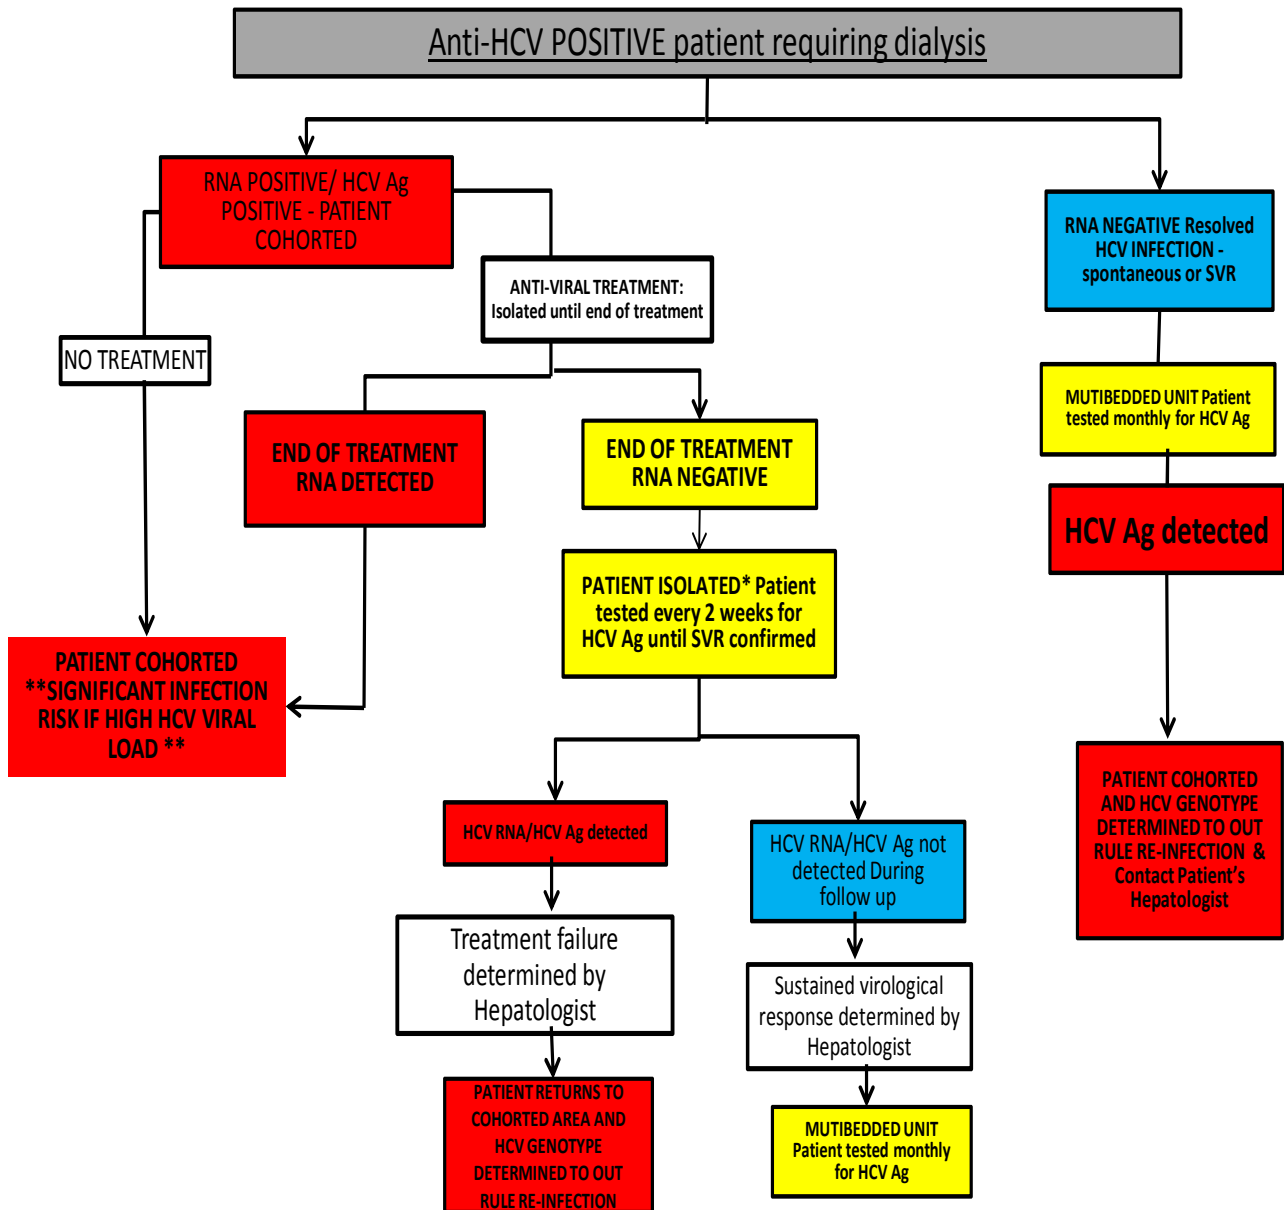 Anti-HCV POSITIVE patient requiring dialysis
RNA POSITIVE/ HCV Ag
POSITIVE - PATIENT
COHORTED
RNA NEGATIVE Resolved
HCV INFECTION -
spontaneous or SVR
ANTI-VIRAL TREATMENT:
Isolated until end of treatment
NO TREATMENT
MUTIBEDDED UNIT Patient
tested monthly for HCV Ag
END OF TREATMENT
RNA DETECTED
END OF TREATMENT
RNA NEGATIVE
HCV Ag detected
PATIENT ISOLATED* Patient
tested every 2 weeks for
HCV Ag until SVR confirmed
PATIENT COHORTED
**SIGNIFICANT INFECTION
RISK IF HIGH HCV VIRAL
LOAD **
PATIENT COHORTED
AND HCV GENOTYPE
DETERMINED TO OUT
RULE RE-INFECTION &
Contact Patient's
Hepatologist
HCV RNA/HCV Ag detected
HCV RNA/HCV Ag not
detected During
follow up
Treatment failure
determined by
Hepatologist
Sustained virological
response determined by
Hepatologist
PATIENT RETURNS TO
COHORTED AREA AND
HCV GENOTYPE
DETERMINED TO OUT
RULE RE-INFECTION
MUTIBEDDED UNIT
Patient tested monthly
for HCV Ag